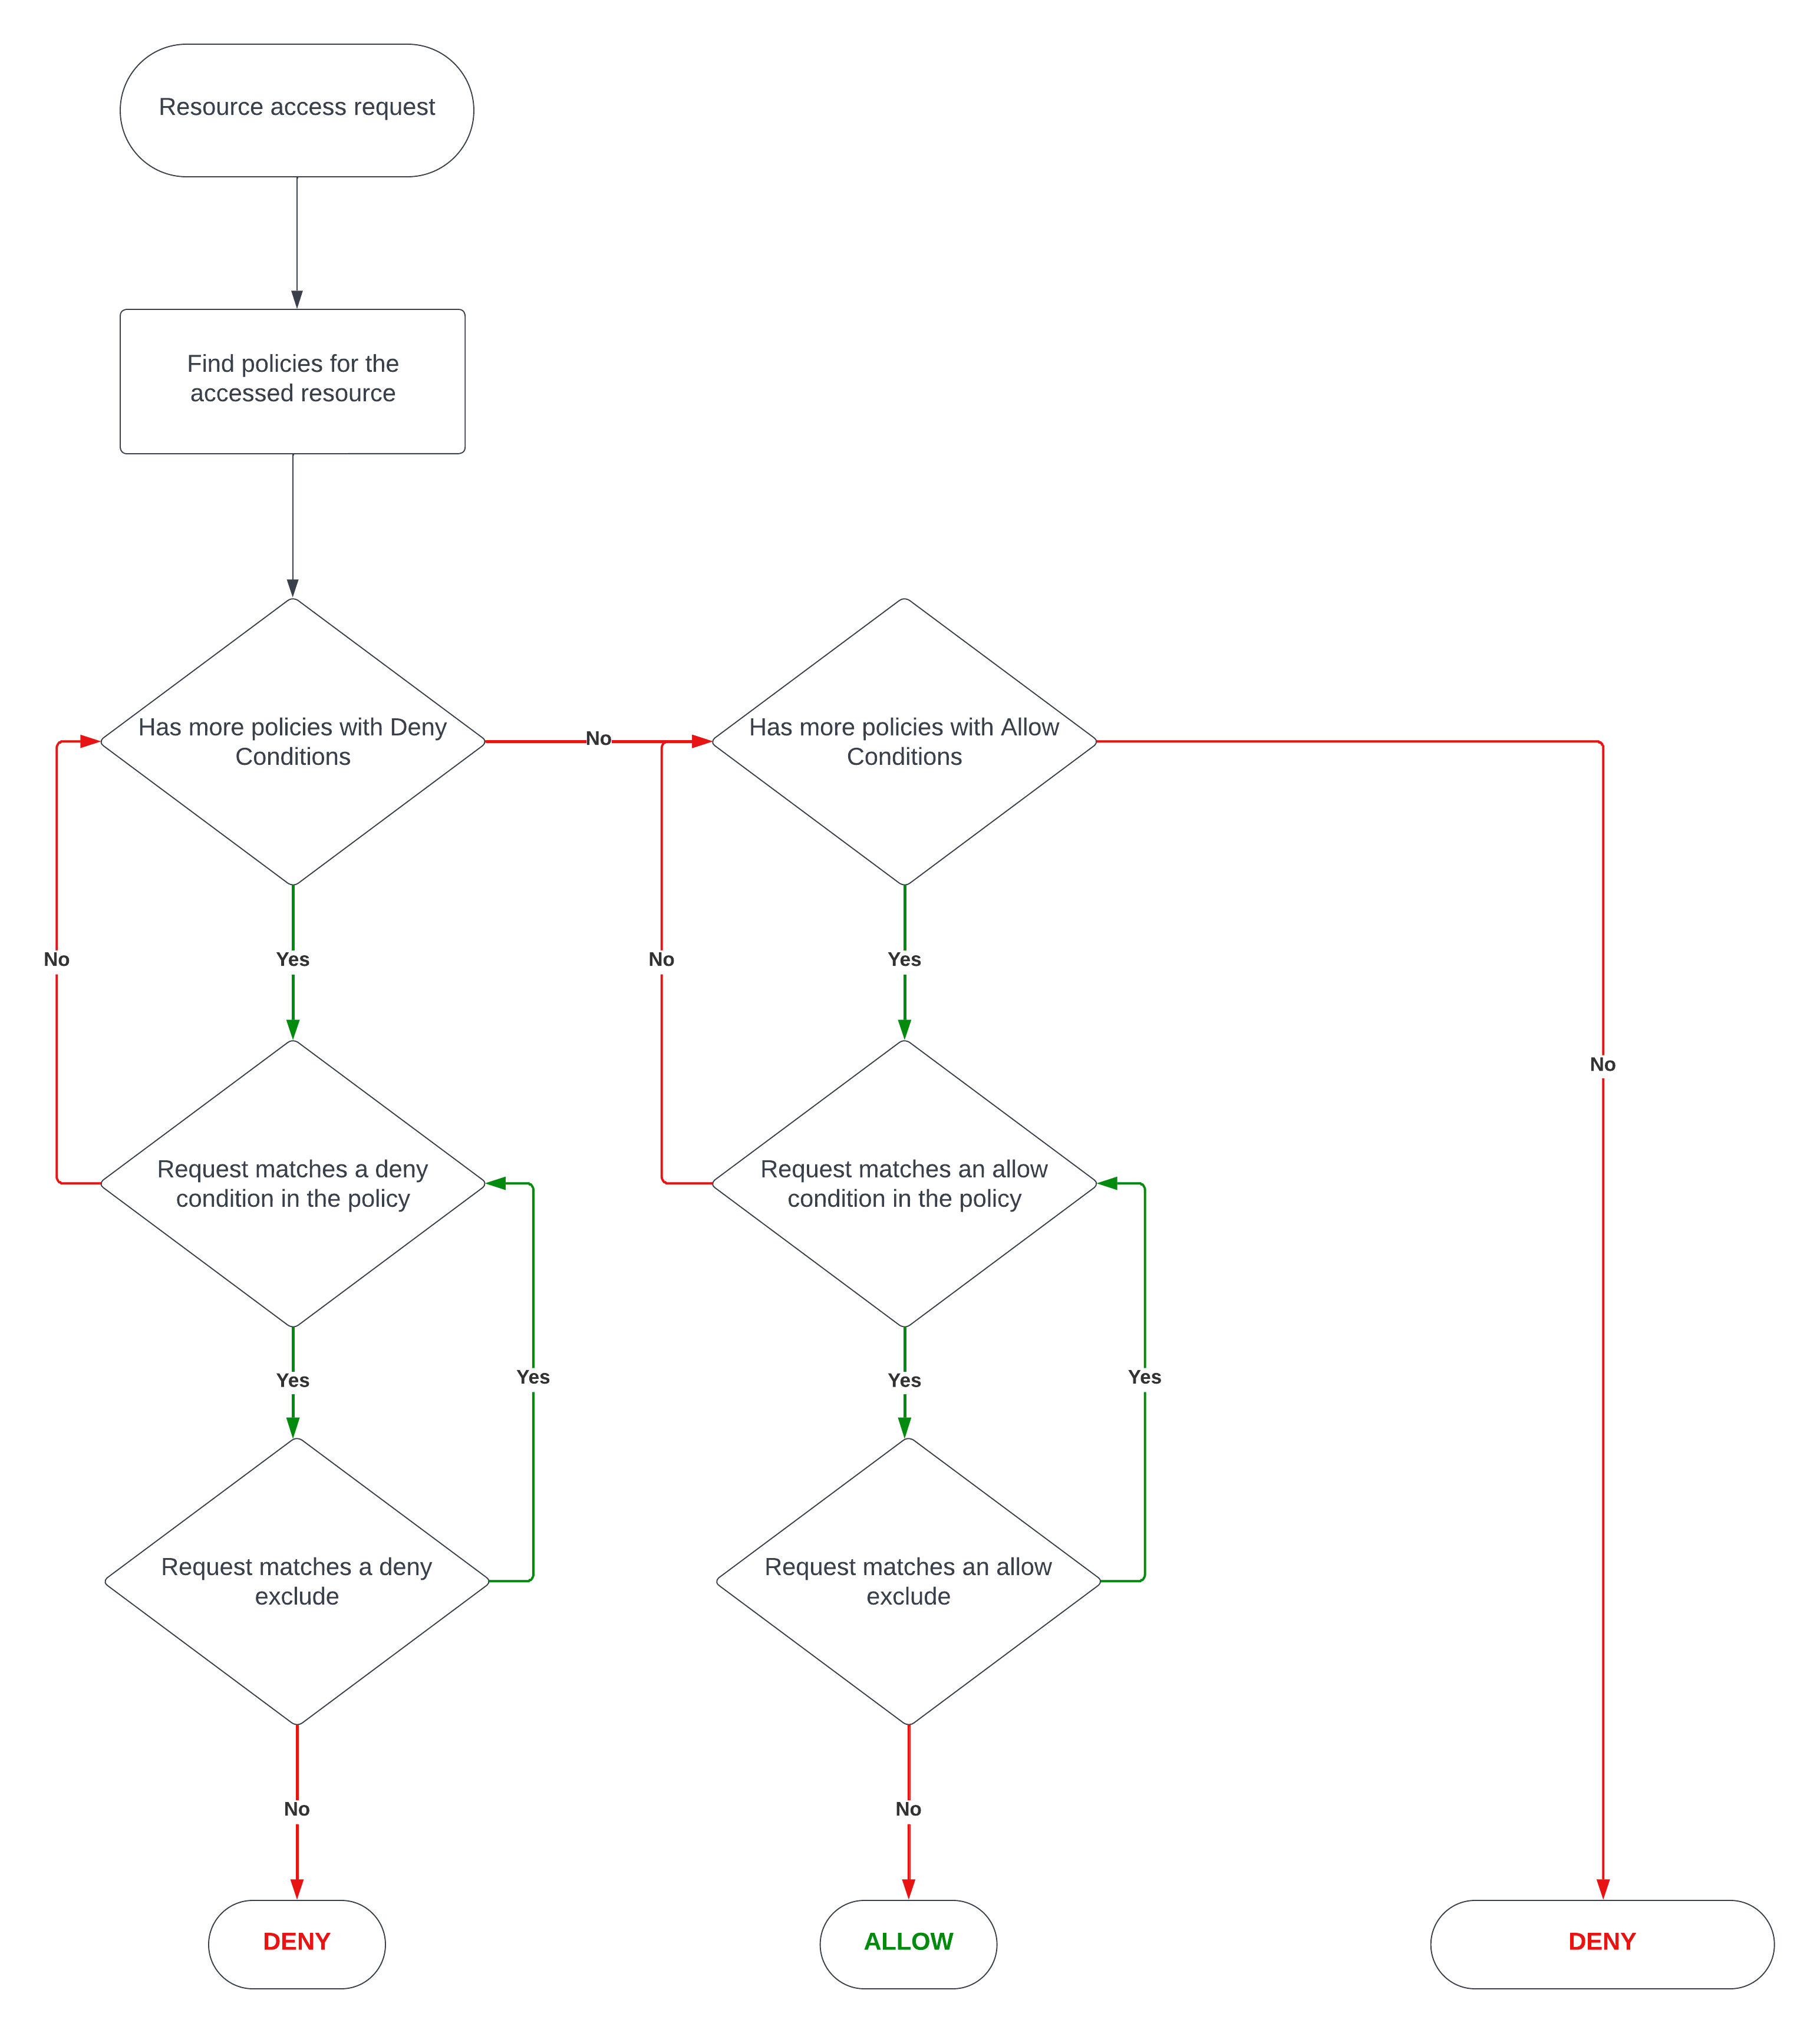 Resource access request
Find policies for the
accessed resource
Has more policies with Deny
Conditions
No
Has more policies with Allow
Conditions
No
Yes
No
Yes
No
Request matches a deny
condition in the policy
Request matches an allow
condition in the policy
Yes
Yes
Yes
Yes
Request matches a deny
exclude
Request matches an allow
exclude
No
No
DENY
ALLOW
DENY